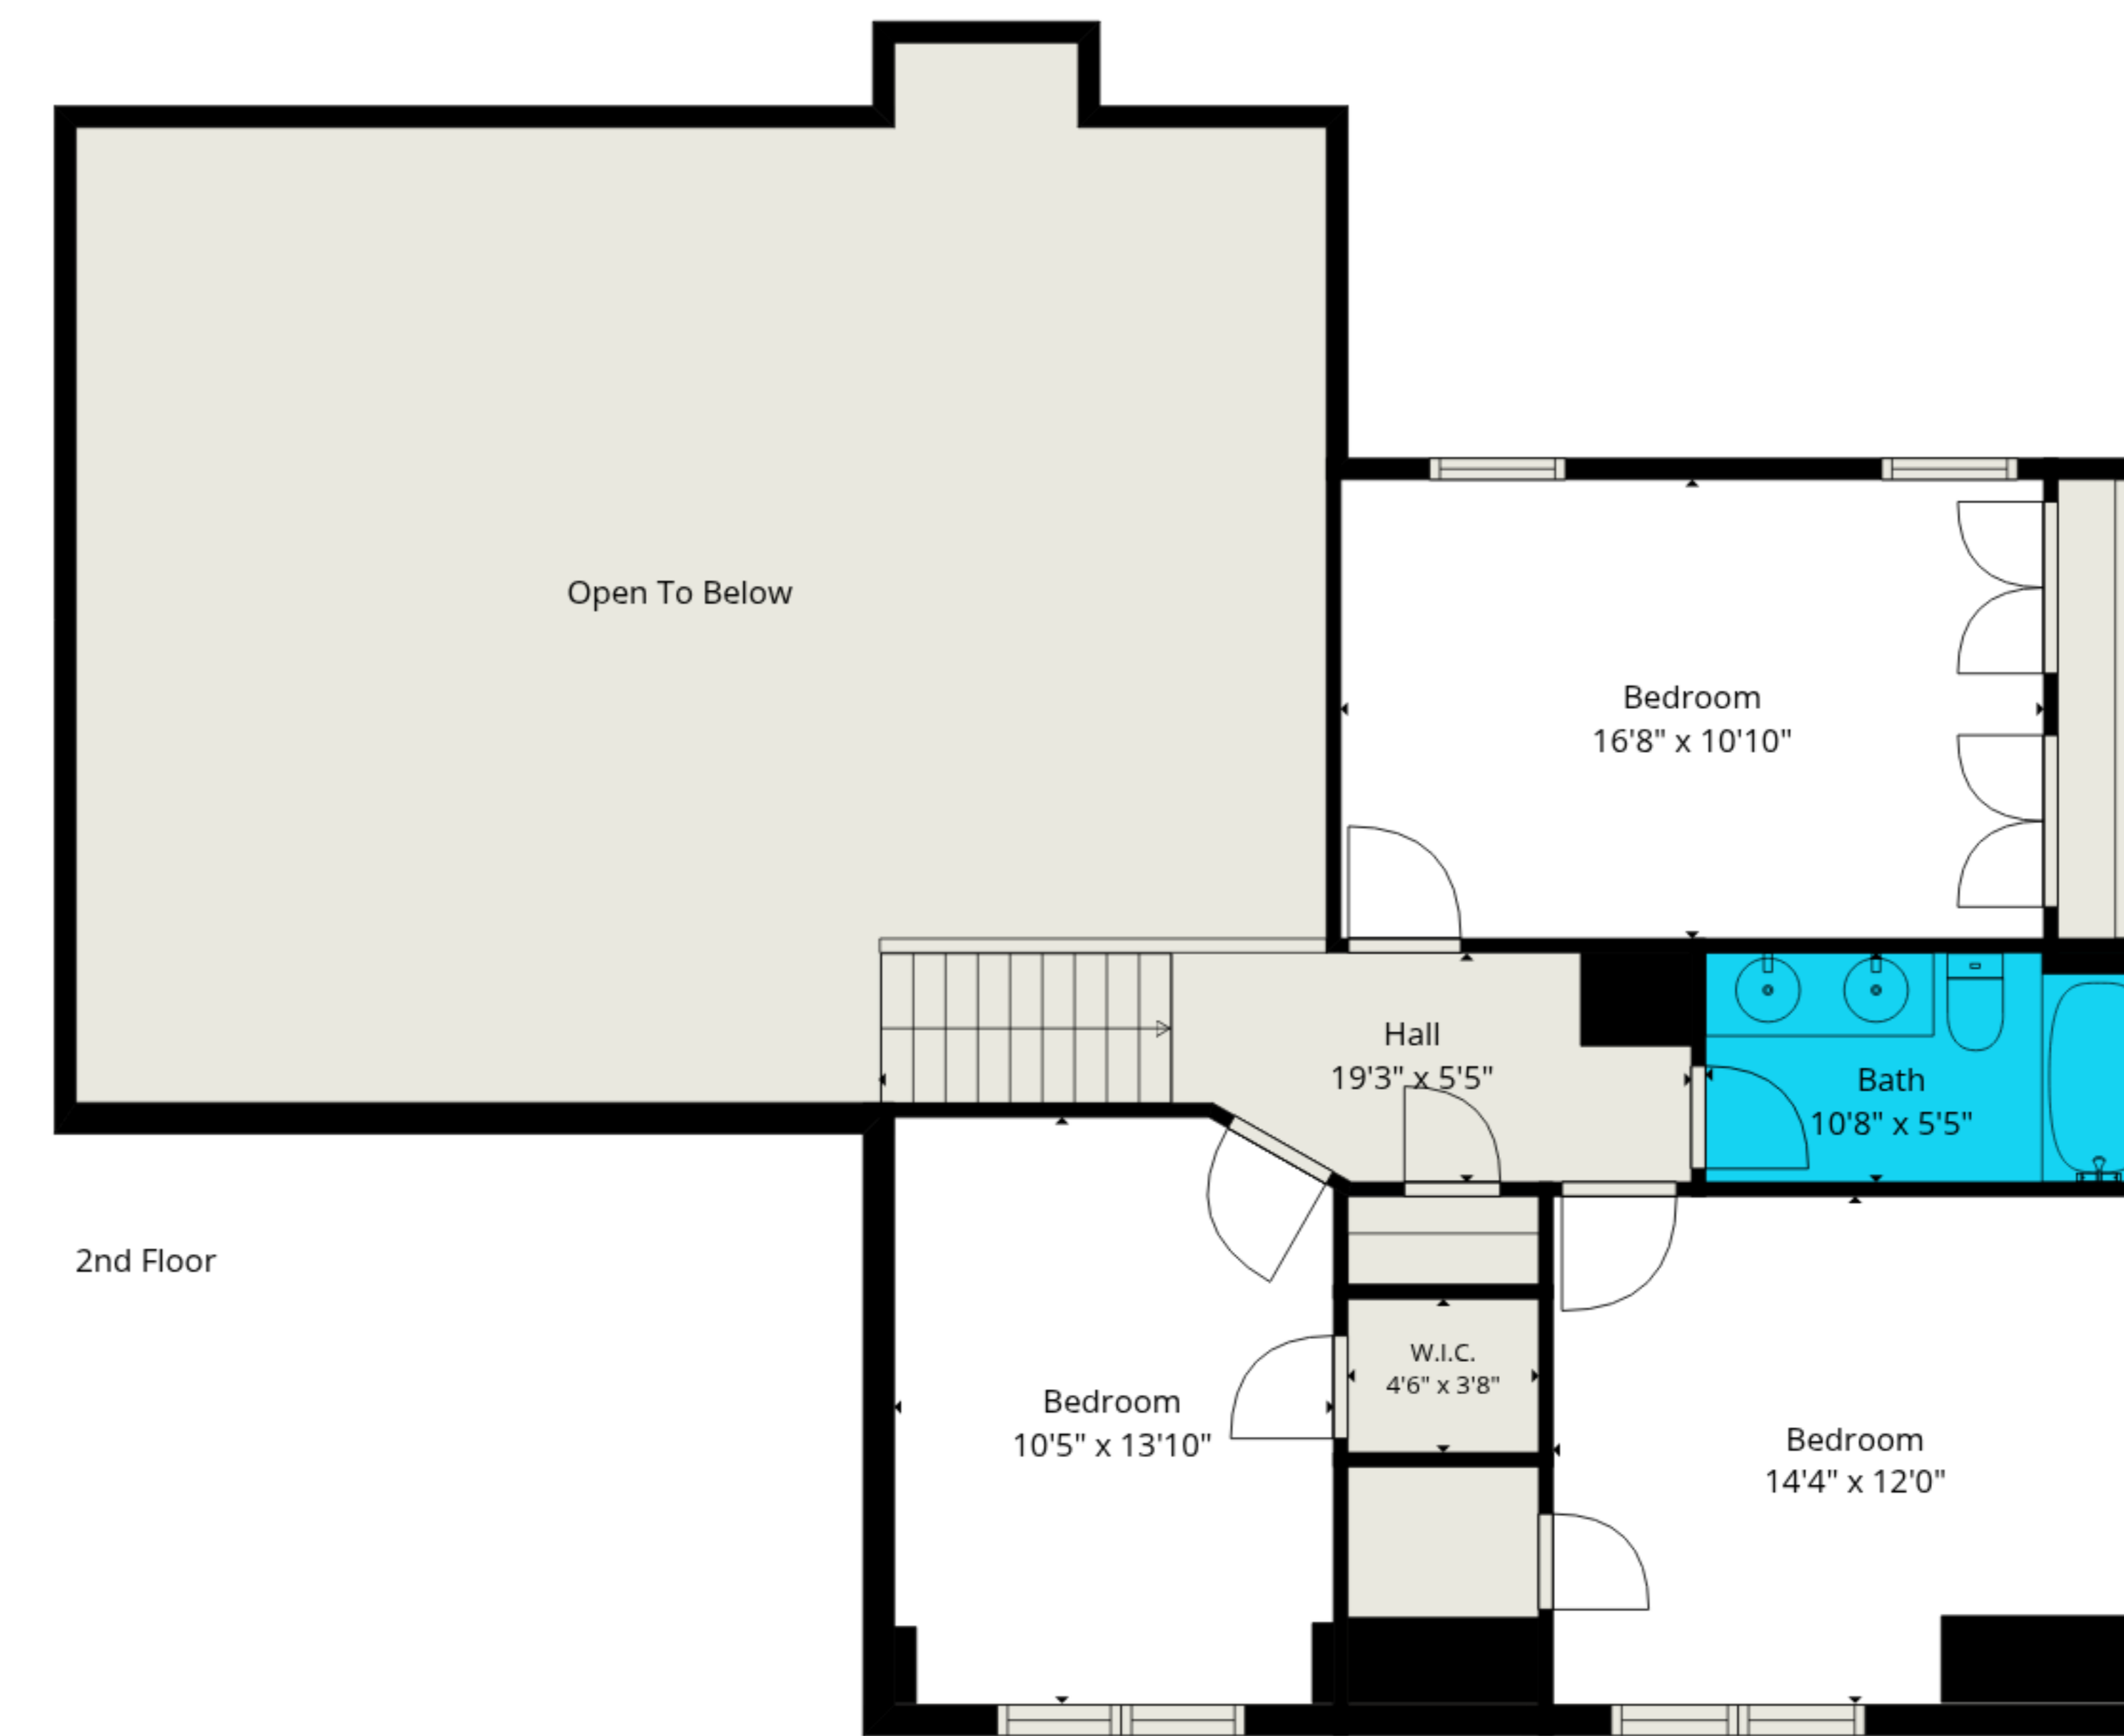 Open To Below
Bedroom
16'8" x 10'10"
Hall
19'3" x 5'5"
Bath
10'8" x 5'5"
2nd Floor
W.I.C.
4'6" x 3'8"
Bedroom
10'5" x 13'10"
Bedroom
14'4" x 12'0"